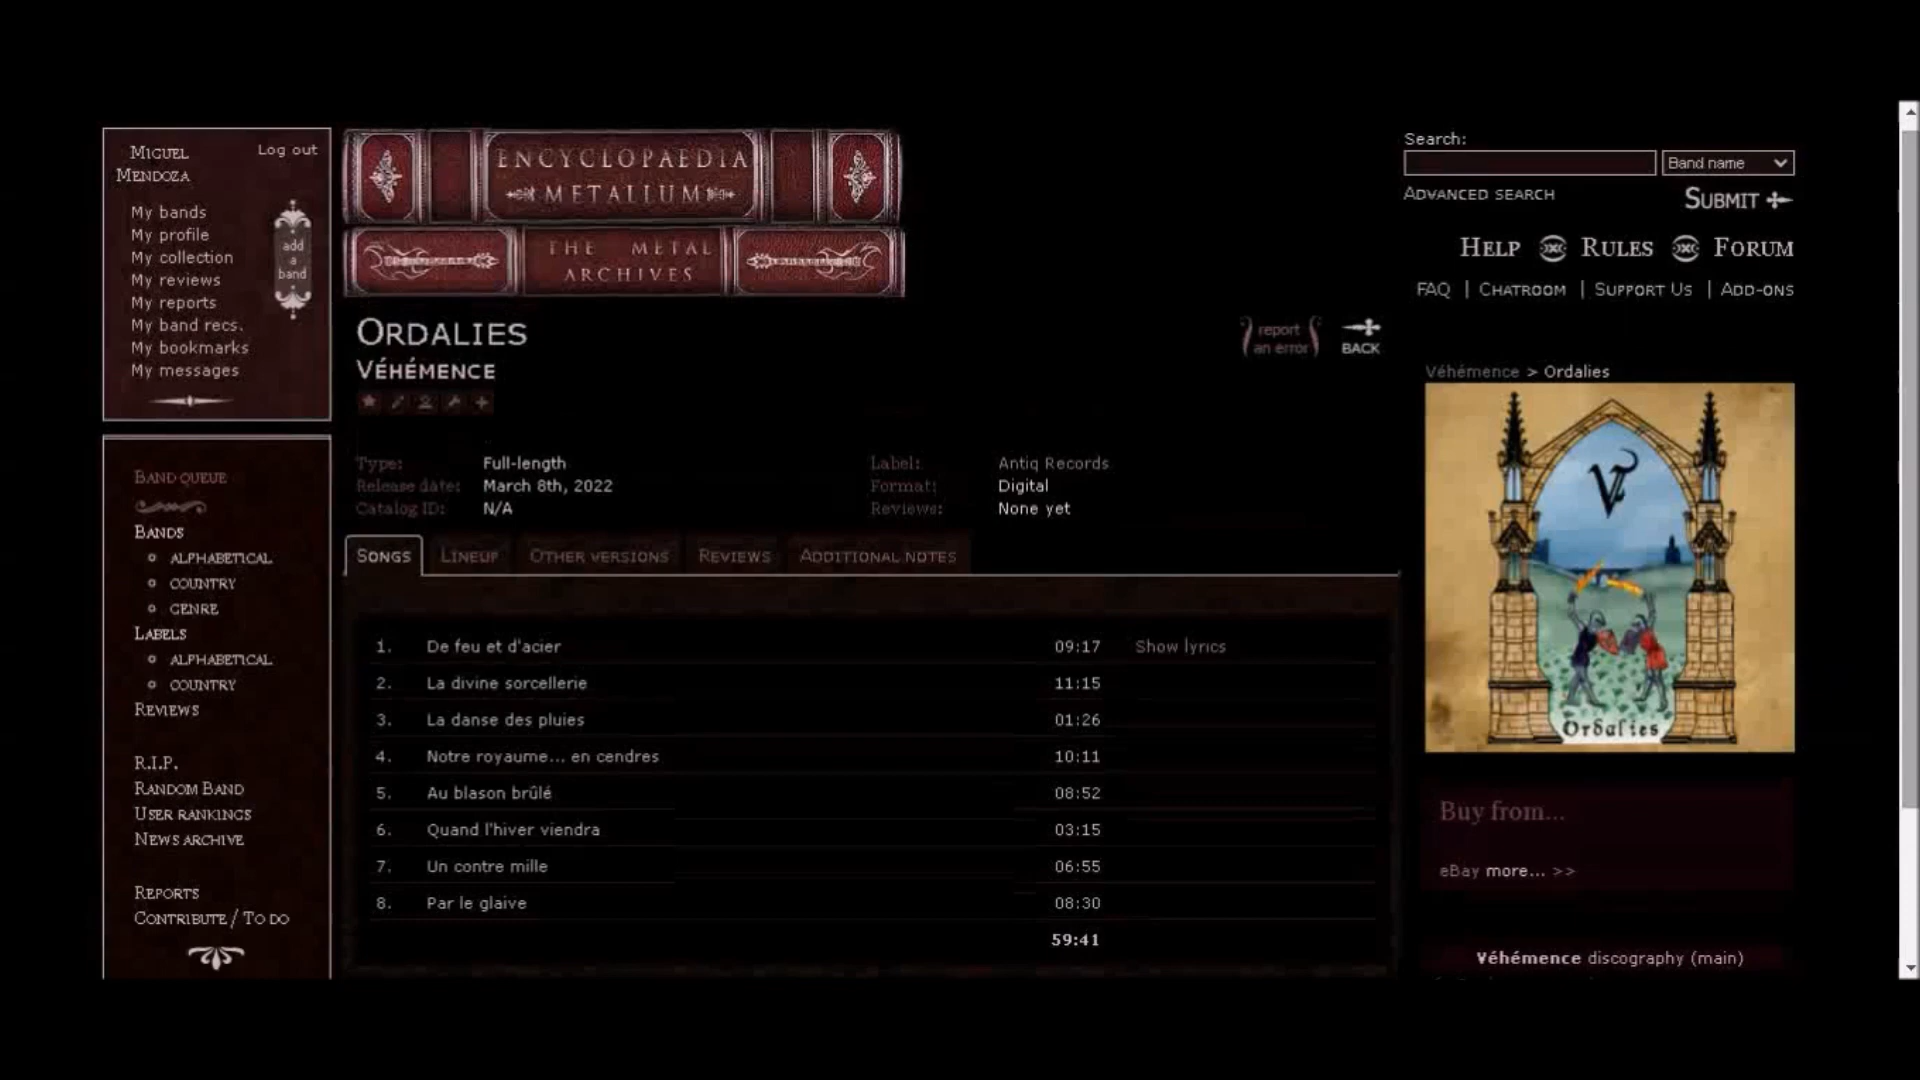 MIGUEL MENDOZA
Log out
My bands
My profile
My collection
My reviews
My reports
My band recs.
My bookmarks
My messages
add
a
band
ENCYCLOPAEDIA
METALLUM
THE METAL
ARCHIVES
Search:
Band name
ADVANCED SEARCH
SUBMIT
HELP RULES FORUM
FAQ | CHATROOM | SUPPORT US | ADD-ONS
ORDALIES
VÉHÉMENCE
report
an error
BACK
Type: Full-length
Release date: March 8th, 2022
Catalog ID: N/A
Label: Antiq Records
Format: Digital
Reviews: None yet
BAND QUEUE
BANDS
ALPHABETICAL
COUNTRY
GENRE
LABELS
ALPHABETICAL
COUNTRY
REVIEWS
R.I.P.
RANDOM BAND
USER RANKINGS
NEWS ARCHIVE
REPORTS
CONTRIBUTE / TO DO
SONGS LINEUP OTHER VERSIONS REVIEWS ADDITIONAL NOTES
1. De feu et d'acier 09:17 Show lyrics
2. La divine sorcellerie 11:15
3. La danse des pluies 01:26
4. Notre royaume... en cendres 10:11
5. Au blason brûlé 08:52
6. Quand l'hiver viendra 03:15
7. Un contre mille 06:55
8. Par le glaive 08:30
59:41
Véhémence > Ordalies
V
Ordalies
Buy from...
eBay more... >>
Véhémence discography (main)